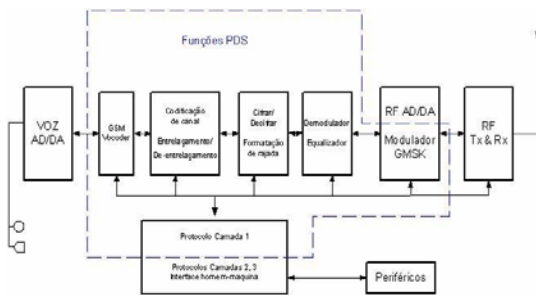 Funções PDS
VOZ
AD/DA
GSM
Vocoder
Codificação
de canal
Entrelaçamento/
De-entrelaçamento
Cifrar/
Decifrar
Formatação
de rajada
Demodulador
Equalizador
RF AD/DA
Modulador
GMSK
RF
Tx & Rx
Protocolo Camada 1
Protocolos Camadas 2, 3
Interface homem-maquina
Periféricos